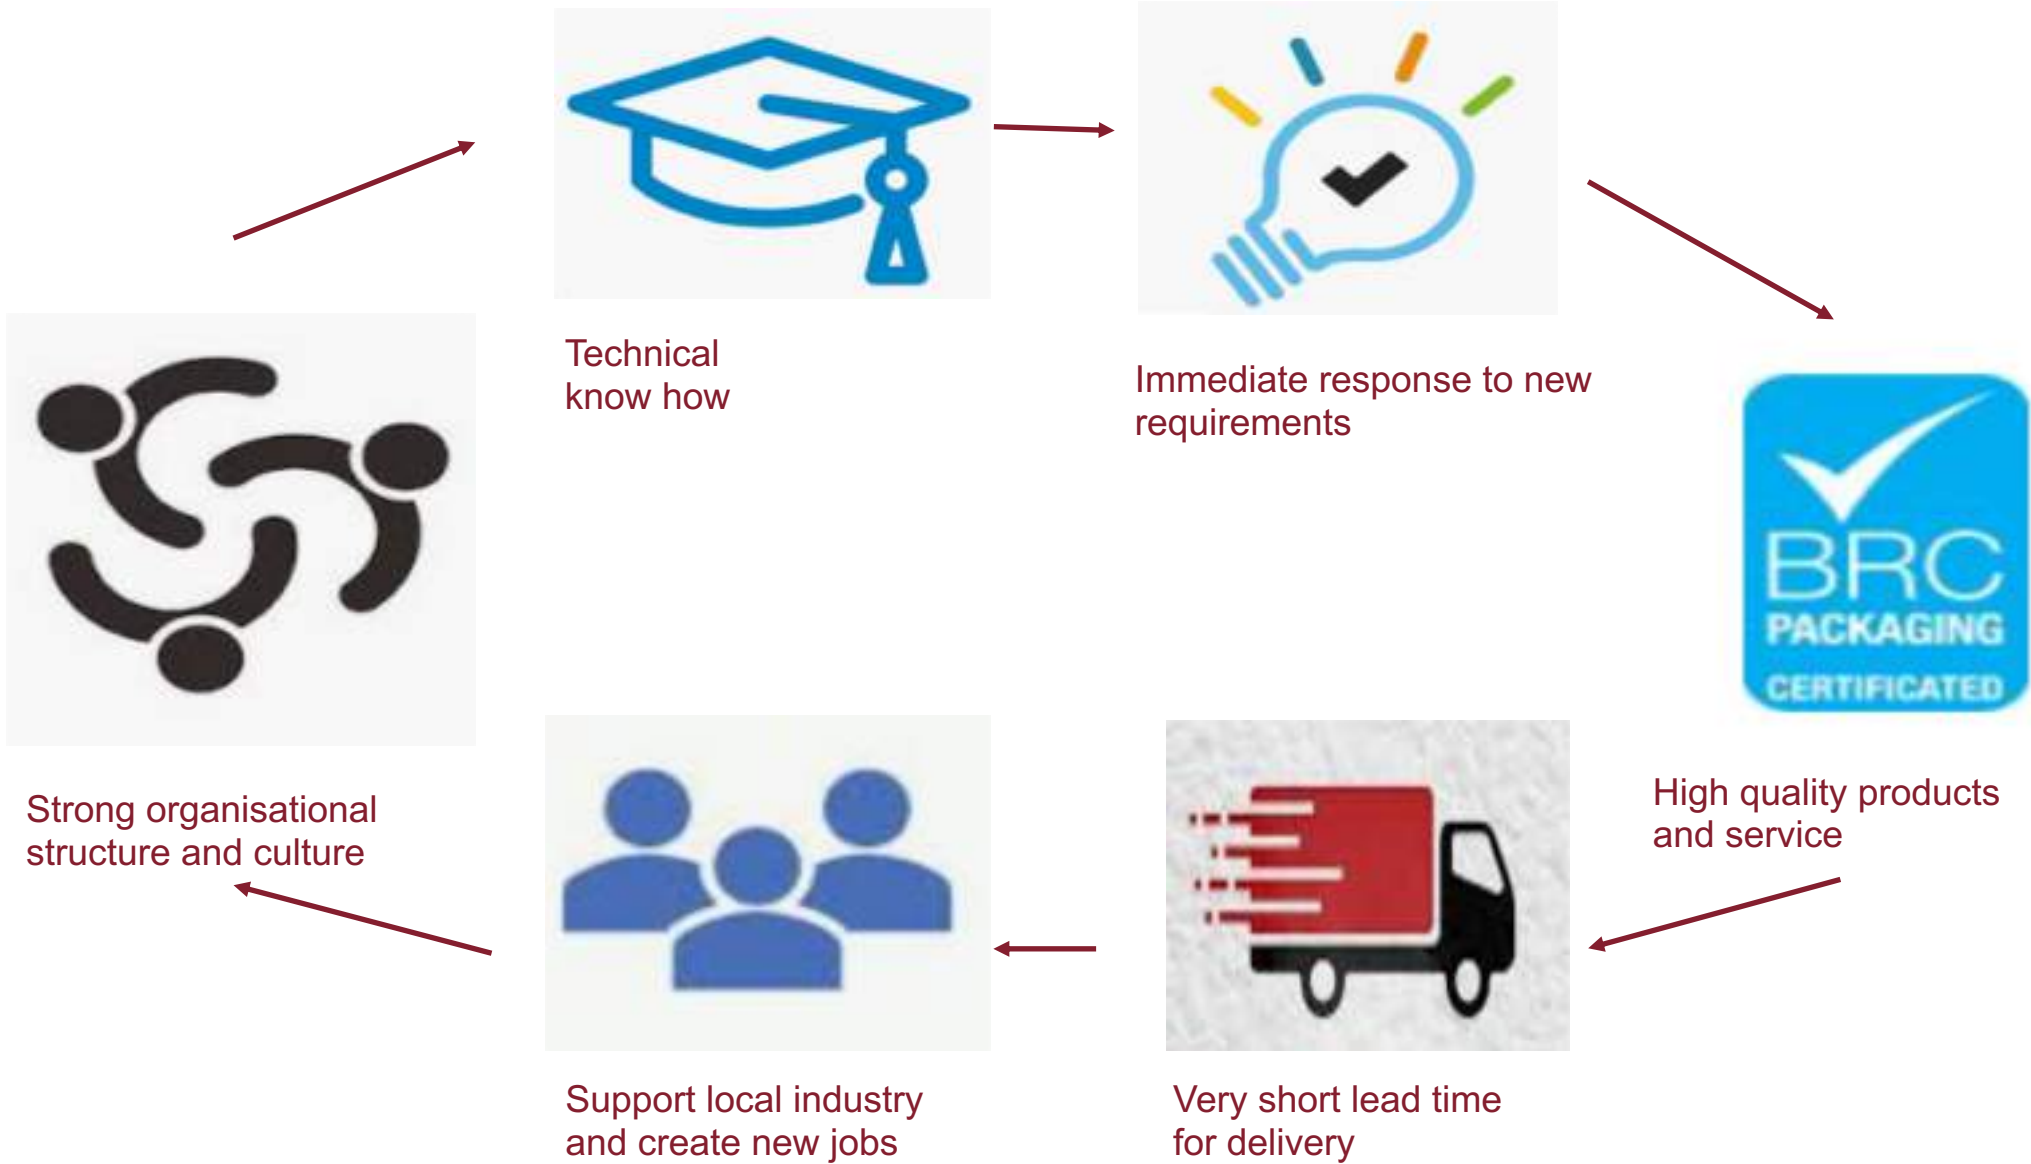 Technical
know how
Immediate response to new
requirements
BRC
PACKAGING
CERTIFICATED
High quality products
and service
Very short lead time
for delivery
Support local industry
and create new jobs
Strong organisational
structure and culture